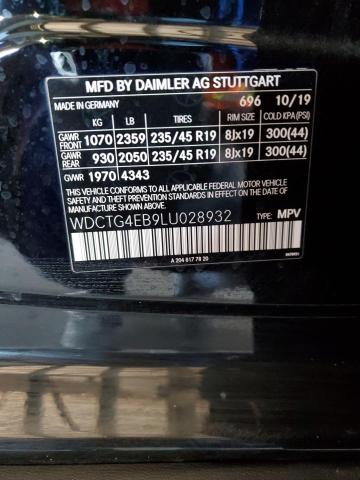 MFD BY DAIMLER AG STUTTGART
MADE IN GERMANY 696 10/19
KG LB TIRES RIM SIZE COLD KPA(PSI)
GAWR FRONT 1070 2359 235/45 R19 8Jx19 300(44)
GAWR REAR 930 2050 235/45 R19 8Jx19 300(44)
GVWR 1970 4343
THIS VEHICLE CONFORMS TO ALL APPLICABLE FEDERAL MOTOR VEHICLE
SAFETY STANDARDS IN EFFECT ON THE DATE OF MANUFACTURE SHOWN ABOVE.
WDCTG4EB9LU028932 TYPE: MPV
A 204 817 78 20